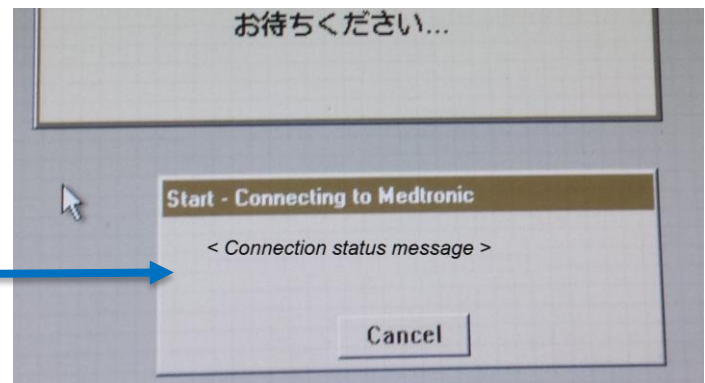 お待ちください...
Start - Connecting to Medtronic
< Connection status message >
Cancel